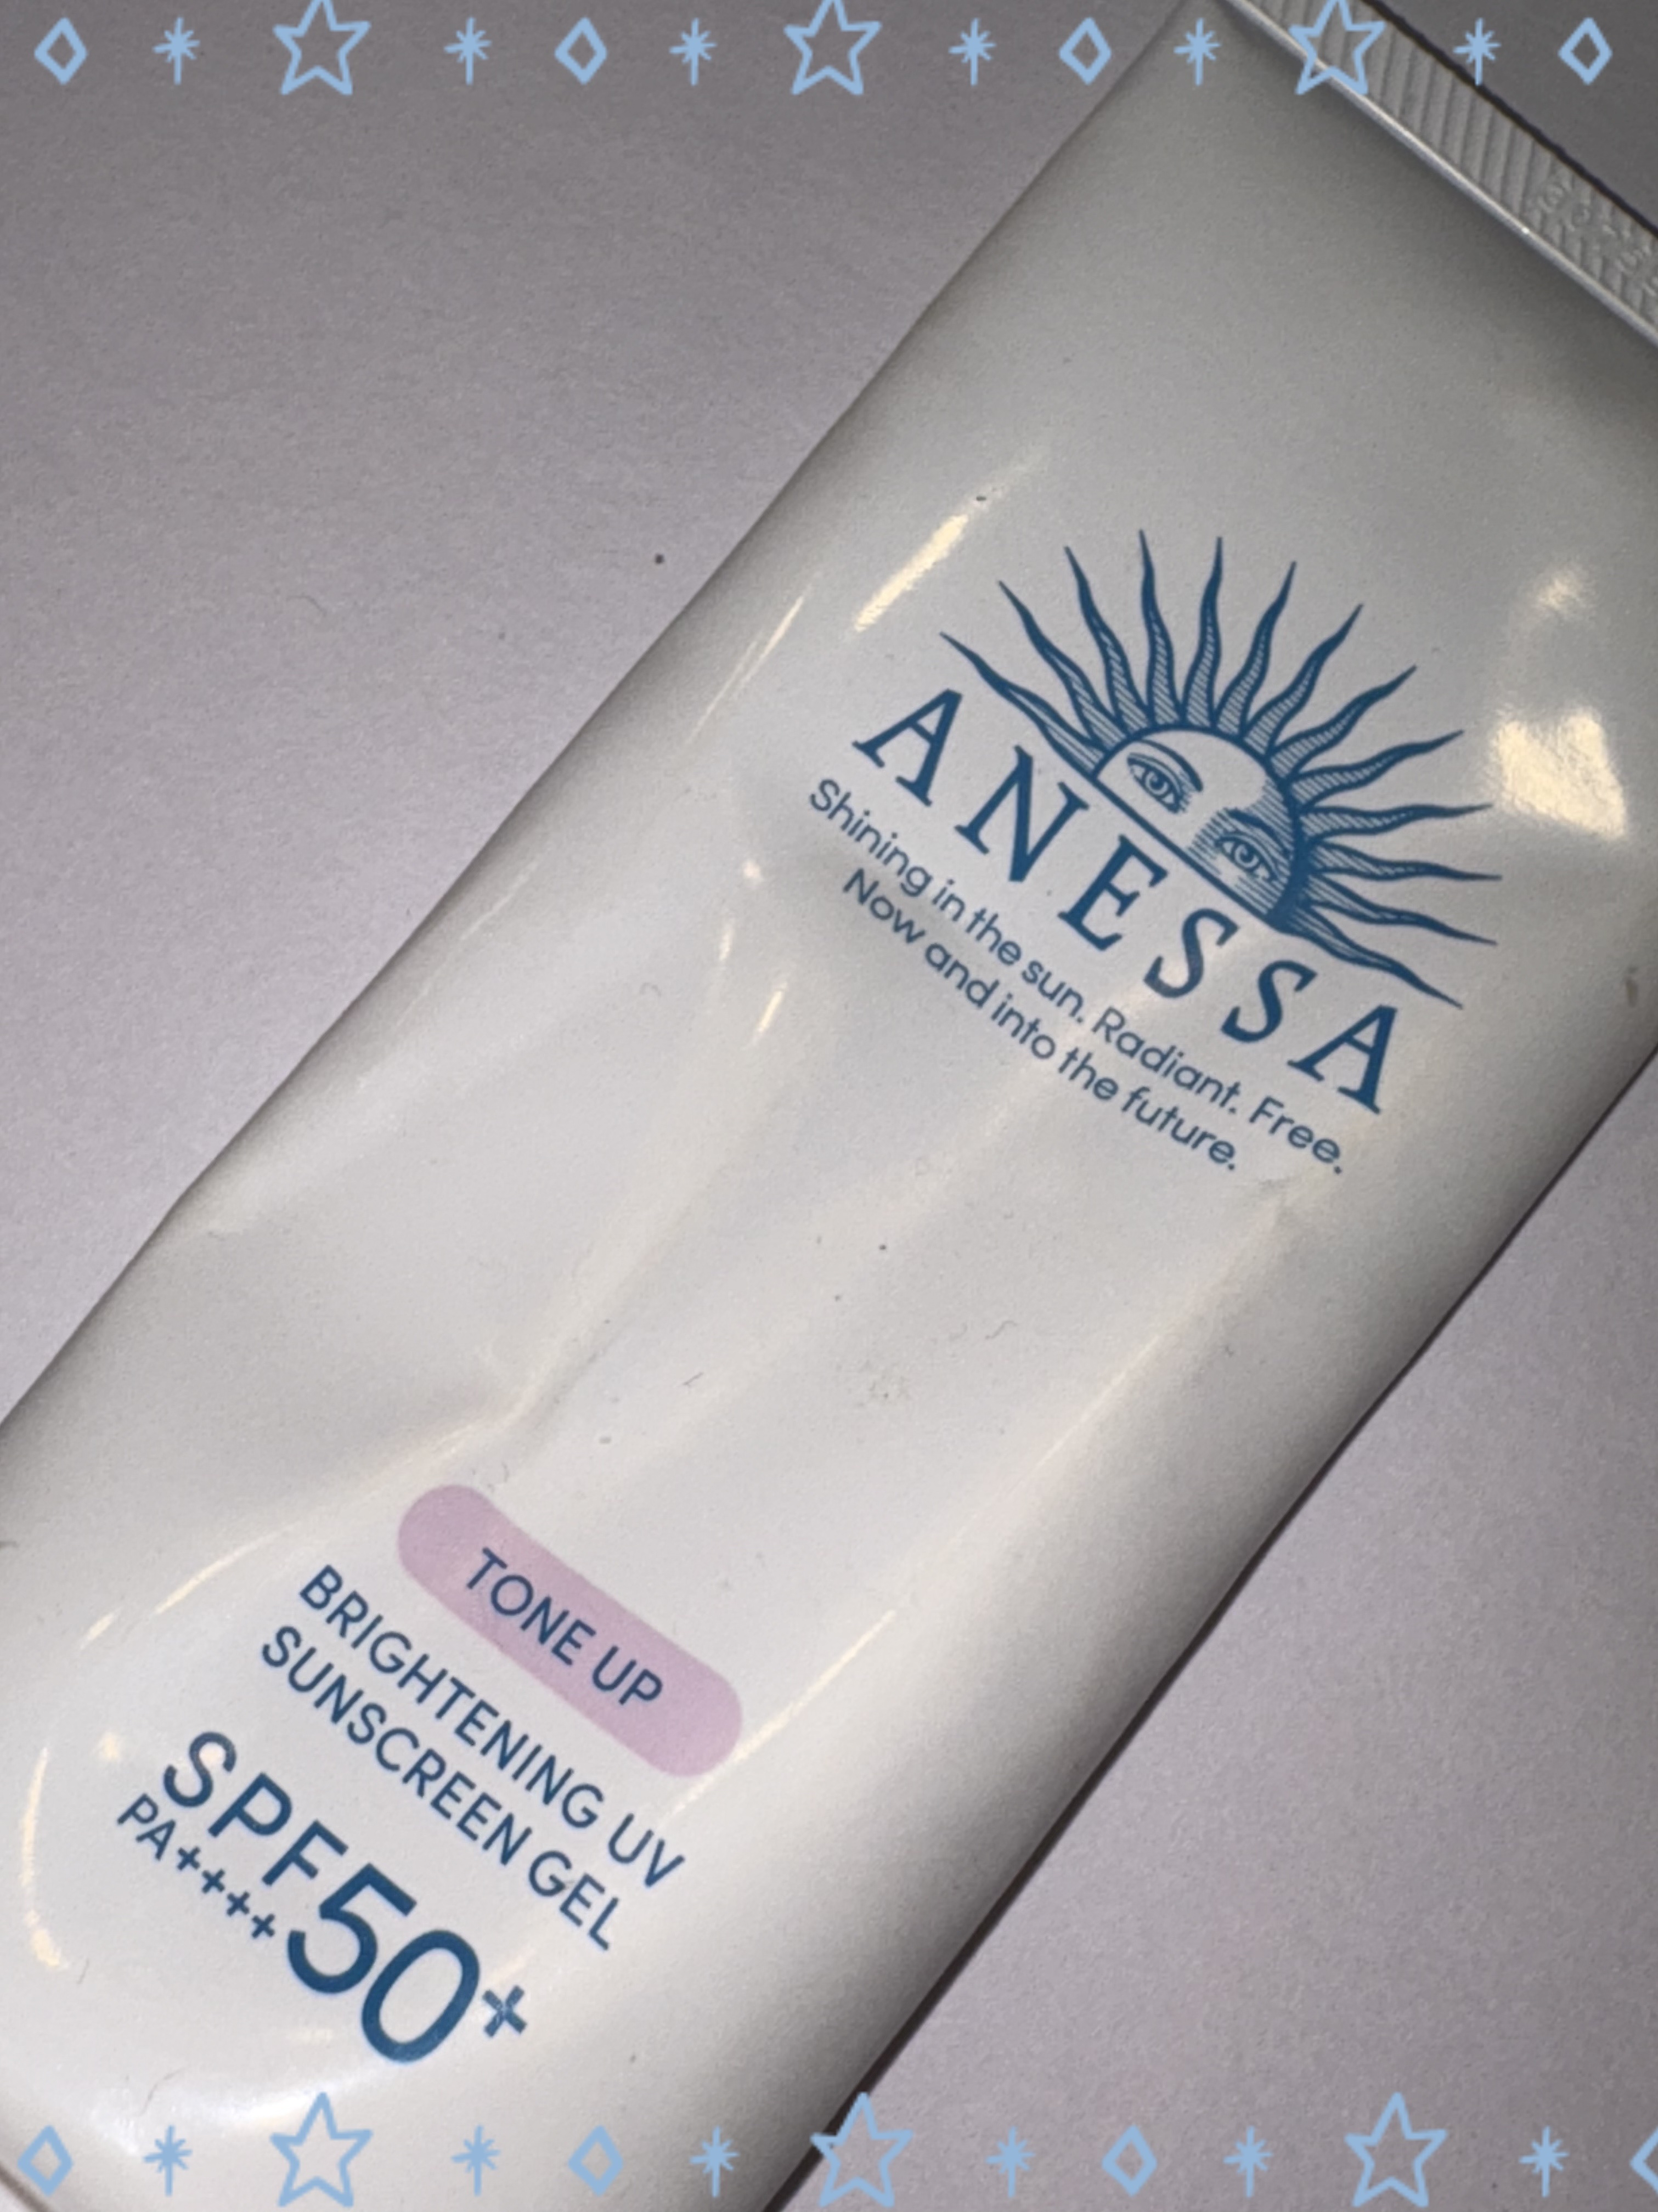 ANESSA
Shining in the sun. Radiant. Free.
Now and into the future.
TONE UP
BRIGHTENING UV
SUNSCREEN GEL
SPF50+
PA++++